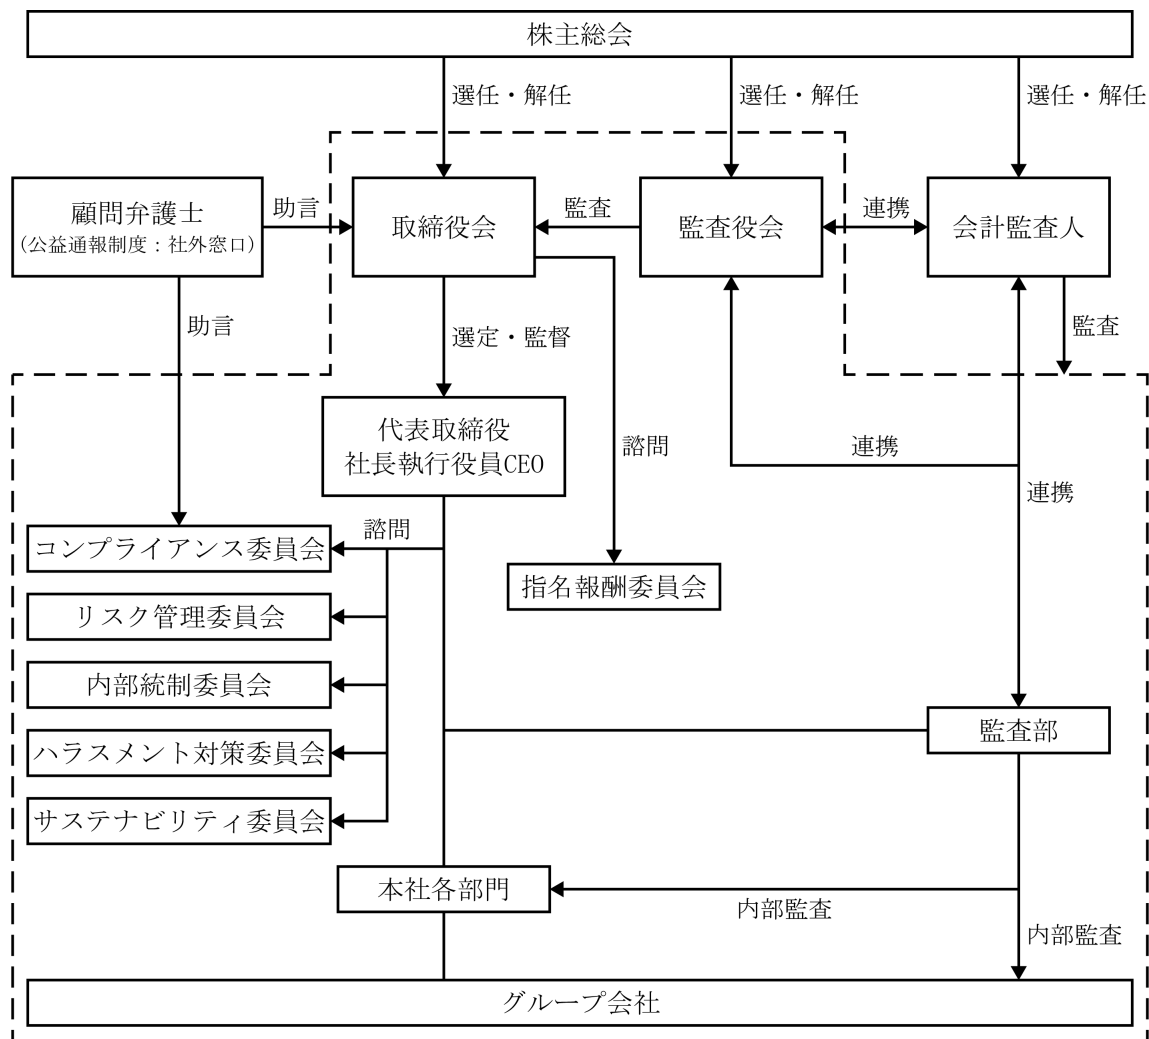 株主総会
選任・解任
選任・解任
選任・解任
顧問弁護士
(公益通報制度:社外窓口)
助言
取締役会
監査
監査役会
連携
会計監査人
助言
選定・監督
監査
代表取締役
社長執行役員CEO
諮問
連携
連携
諮問
コンプライアンス委員会
指名報酬委員会
リスク管理委員会
内部統制委員会
監査部
ハラスメント対策委員会
サステナビリティ委員会
本社各部門
内部監査
内部監査
グループ会社